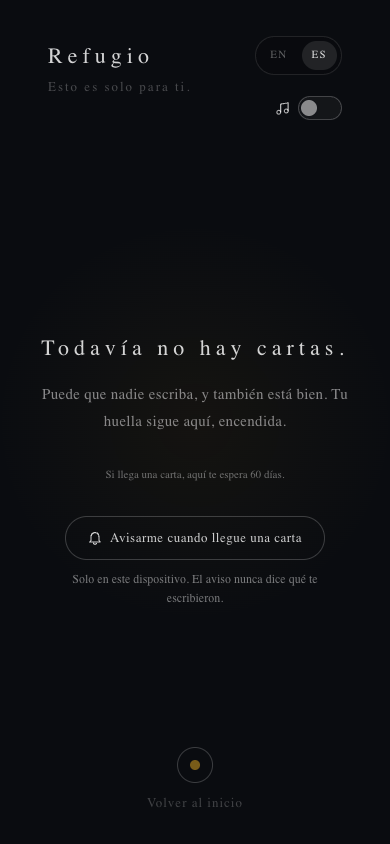 Refugio
EN
ES
Esto es solo para ti.
Todavía no hay cartas.
Puede que nadie escriba, y también está bien. Tu
huella sigue aquí, encendida.
Si llega una carta, aquí te espera 60 días.
Avisarme cuando llegue una carta
Solo en este dispositivo. El aviso nunca dice qué te
escribieron.
Volver al inicio